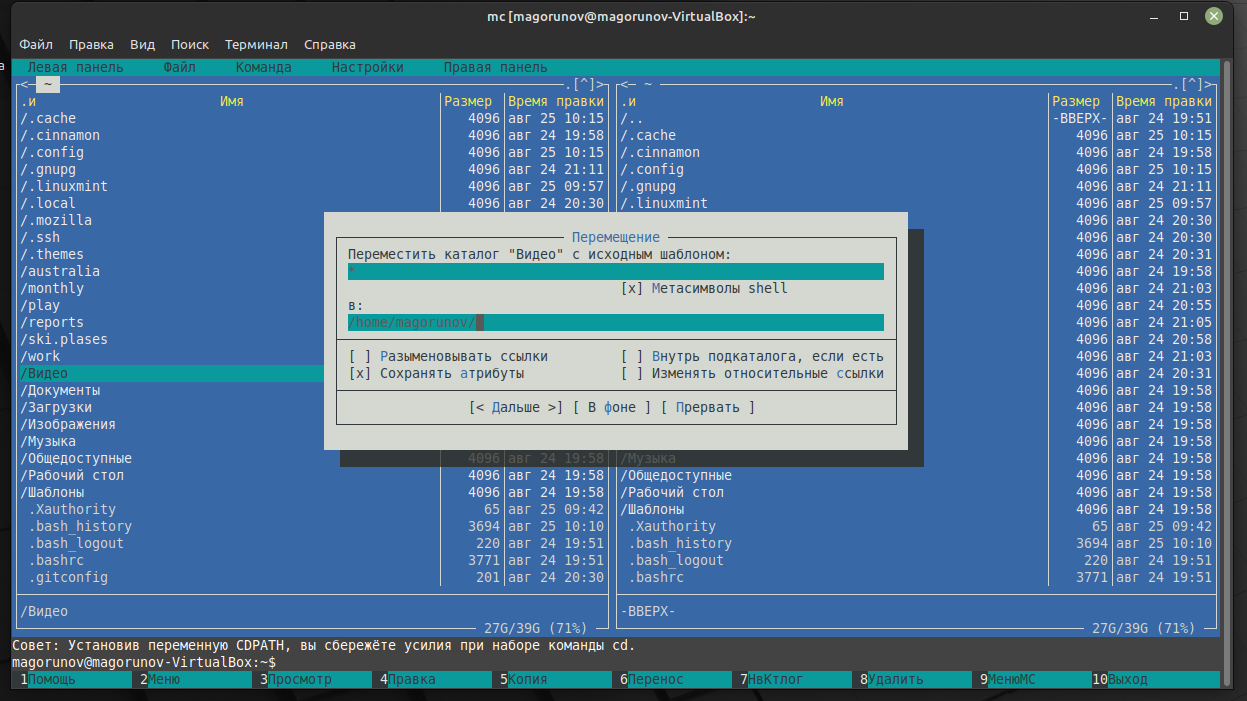 mc [magorunov@magorunov-VirtualBox]:~
Файл Правка Вид Поиск Терминал Справка
а
Левая панель Файл Команда Настройки Правая панель
<─ ~ .[^]> <─ ~ .[^]>
.и Имя Размер Время правки .и Имя Размер Время правки
/.cache 4096 авг 25 10:15 /.. -ВВЕРХ- авг 24 19:51
/.cinnamon 4096 авг 24 19:58 /.cache 4096 авг 25 10:15
/.config 4096 авг 25 10:15 /.cinnamon 4096 авг 24 19:58
/.gnupg 4096 авг 24 21:11 /.config 4096 авг 25 10:15
/.linuxmint 4096 авг 25 09:57 /.gnupg 4096 авг 24 21:11
/.local 4096 авг 24 20:30 /.linuxmint 4096 авг 25 09:57
/.mozilla 4096 авг 24 20:30
/.ssh Перемещение 4096 авг 24 20:30
/.themes Переместить каталог "Видео" с исходным шаблоном: 4096 авг 24 20:31
/australia * 4096 авг 24 19:58
/monthly [x] Метасимволы shell 4096 авг 24 21:03
/play в: 4096 авг 24 20:55
/reports /home/magorunov/ 4096 авг 24 21:05
/ski.plases 4096 авг 24 20:58
/work [ ] Разыменовывать ссылки [ ] Внутрь подкаталога, если есть 4096 авг 24 21:03
/Видео [x] Сохранять атрибуты [ ] Изменять относительные ссылки 4096 авг 24 20:31
/Документы 4096 авг 24 19:58
/Загрузки [< Дальше >] [ В фоне ] [ Прервать ] 4096 авг 24 19:58
/Изображения 4096 авг 24 19:58
/Музыка 4096 авг 24 19:58
/Общедоступные 4096 авг 24 19:58 /Музыка 4096 авг 24 19:58
/Рабочий стол 4096 авг 24 19:58 /Общедоступные 4096 авг 24 19:58
/Шаблоны 4096 авг 24 19:58 /Рабочий стол 4096 авг 24 19:58
.Xauthority 65 авг 25 09:42 /Шаблоны 4096 авг 24 19:58
.bash_history 3694 авг 25 10:10 .Xauthority 65 авг 25 09:42
.bash_logout 220 авг 24 19:51 .bash_history 3694 авг 25 10:10
.bashrc 3771 авг 24 19:51 .bash_logout 220 авг 24 19:51
.gitconfig 201 авг 24 20:30 .bashrc 3771 авг 24 19:51
/Видео -ВВЕРХ-
27G/39G (71%) 27G/39G (71%)
Совет: Установив переменную CDPATH, вы сбережёте усилия при наборе команды cd.
magorunov@magorunov-VirtualBox:~$
1Помощь 2Меню 3Просмотр 4Правка 5Копия 6Перенос 7НвКтлог 8Удалить 9МенюМС 10Выход